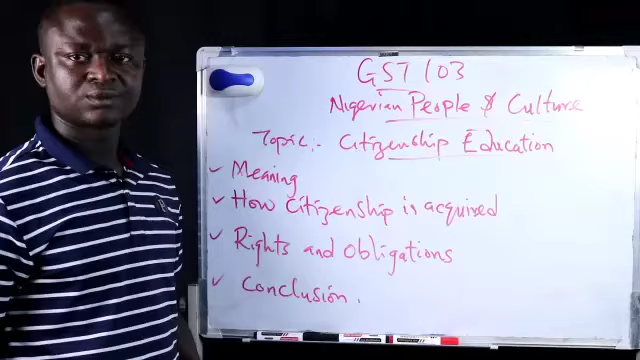 GST 103
Nigerian People & Culture
Topic:- Citizenship Education
✓ Meaning
✓ How Citizenship is acquired
✓ Rights and Obligations
✓ Conclusion.